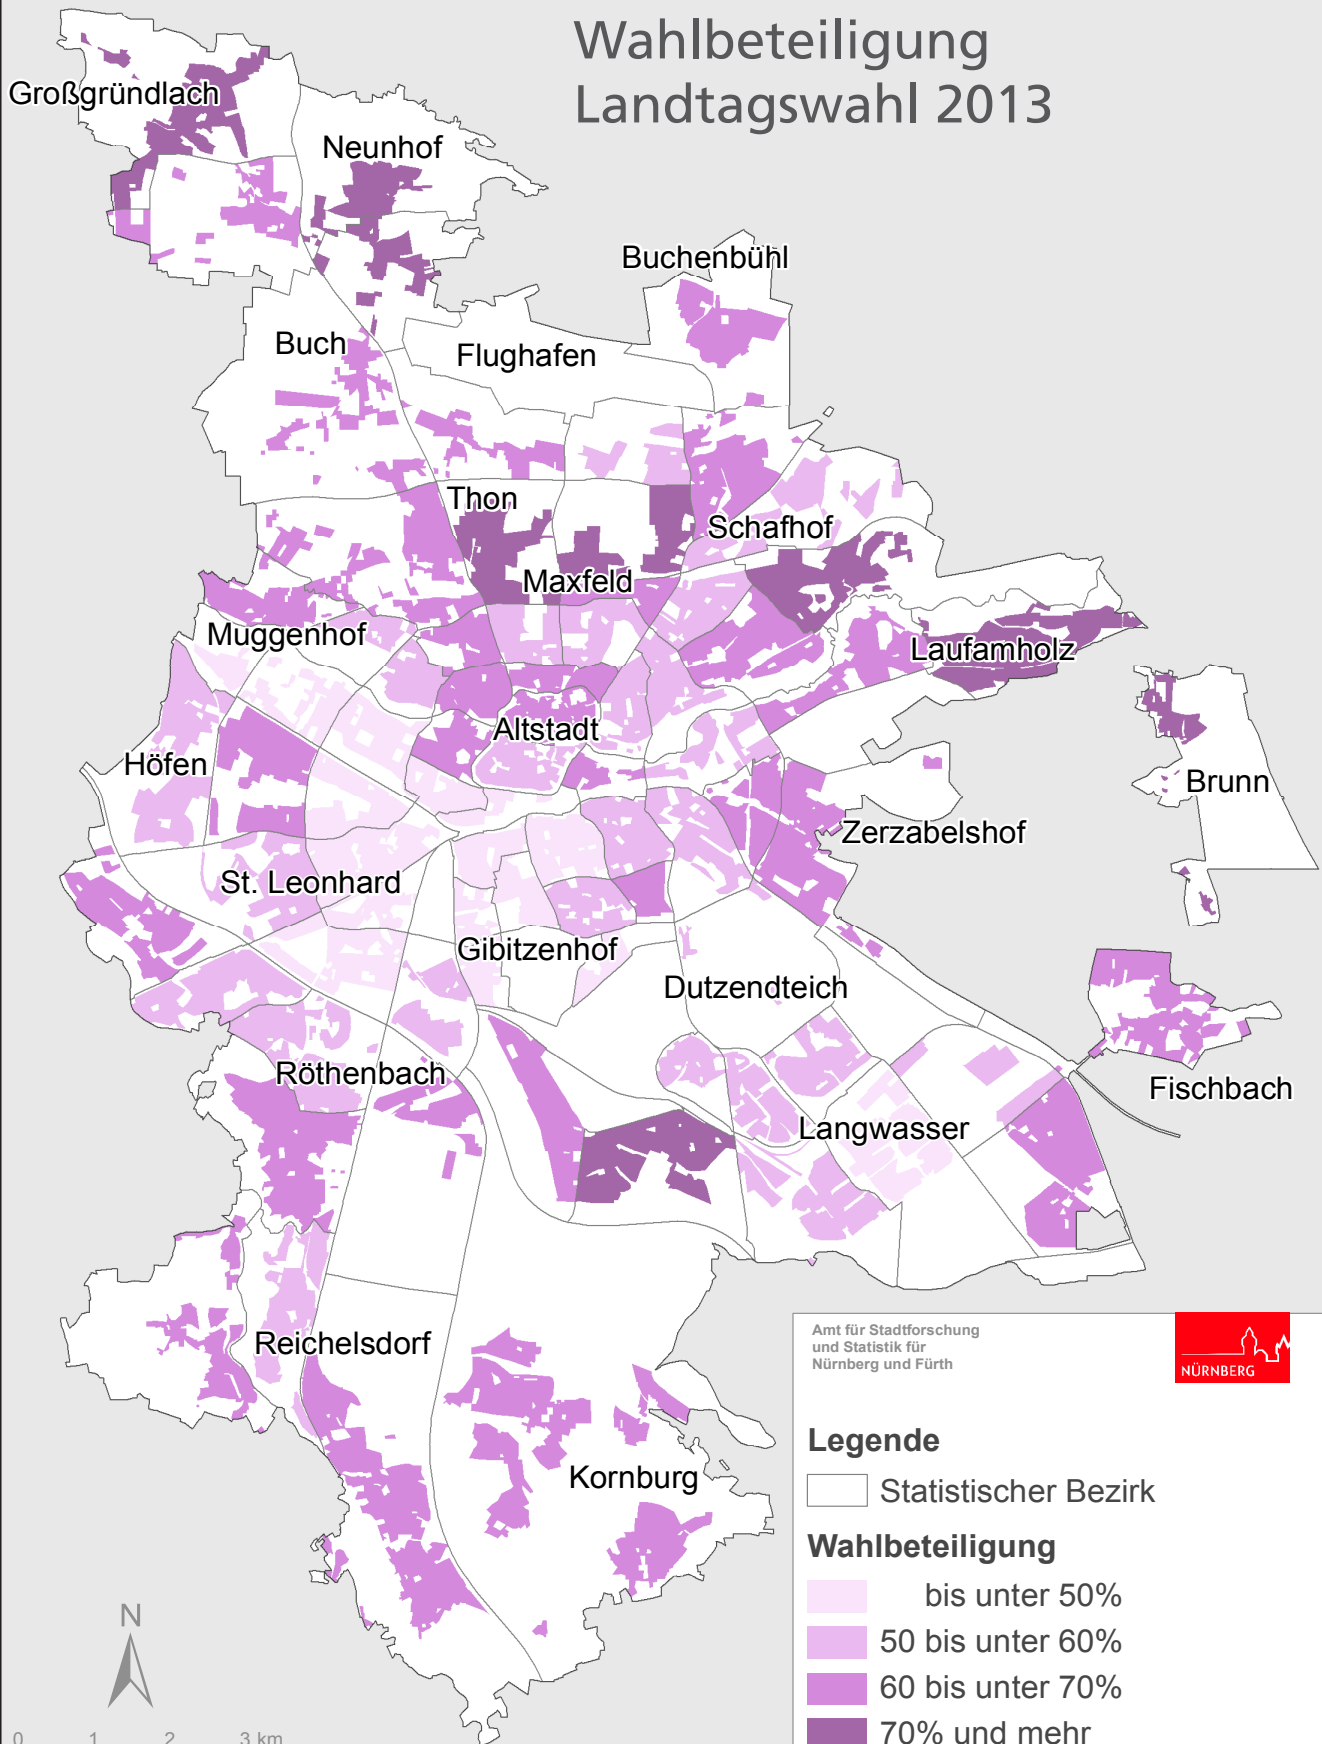 Wahlbeteiligung
Landtagswahl 2013
Großgründlach
Neunhof
Buchenbühl
Buch
Flughafen
Thon
Schafhof
Maxfeld
Muggenhof
Laufamholz
Altstadt
Höfen
Brunn
Zerzabelshof
St. Leonhard
Gibitzenhof
Dutzendteich
Röthenbach
Fischbach
Langwasser
Reichelsdorf
Kornburg
Amt für Stadtforschung
und Statistik für
Nürnberg und Fürth
NÜRNBERG
Legende
Statistischer Bezirk
Wahlbeteiligung
bis unter 50%
50 bis unter 60%
60 bis unter 70%
70% und mehr
N
0 1 2 3 km